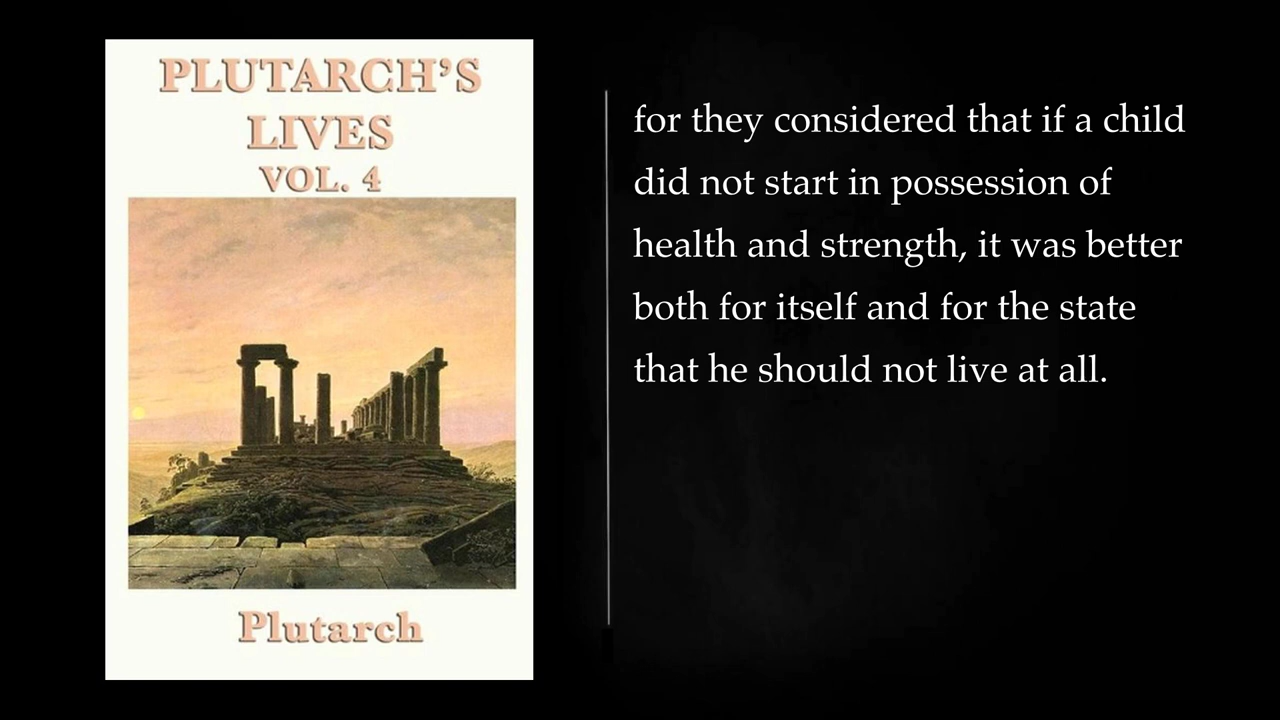 PLUTARCH'S
LIVES
VOL. 4
Plutarch
for they considered that if a child
did not start in possession of
health and strength, it was better
both for itself and for the state
that he should not live at all.